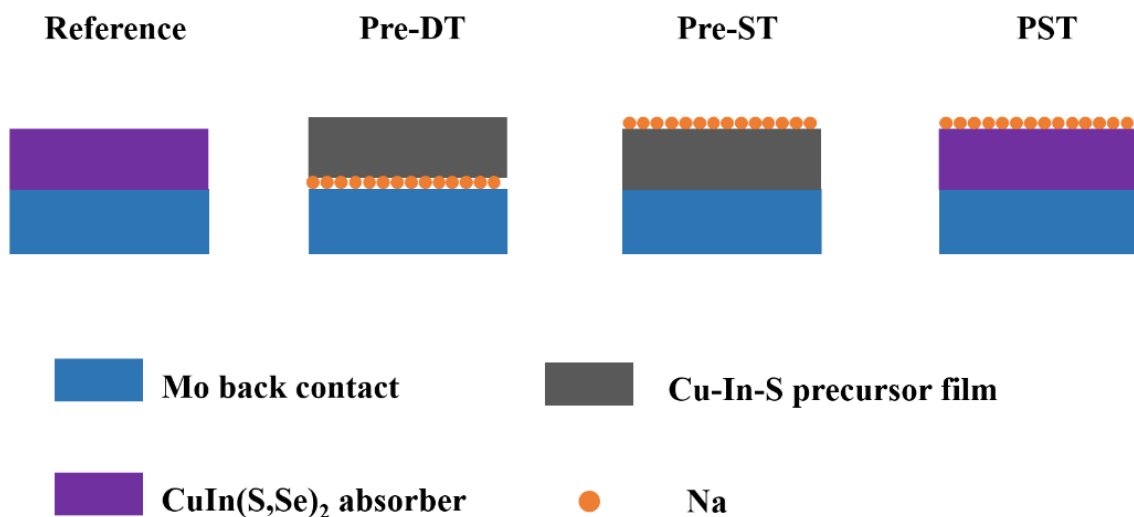 Reference Pre-DT Pre-ST PST
Mo back contact Cu-In-S precursor film
CuIn(S,Se)₂ absorber Na